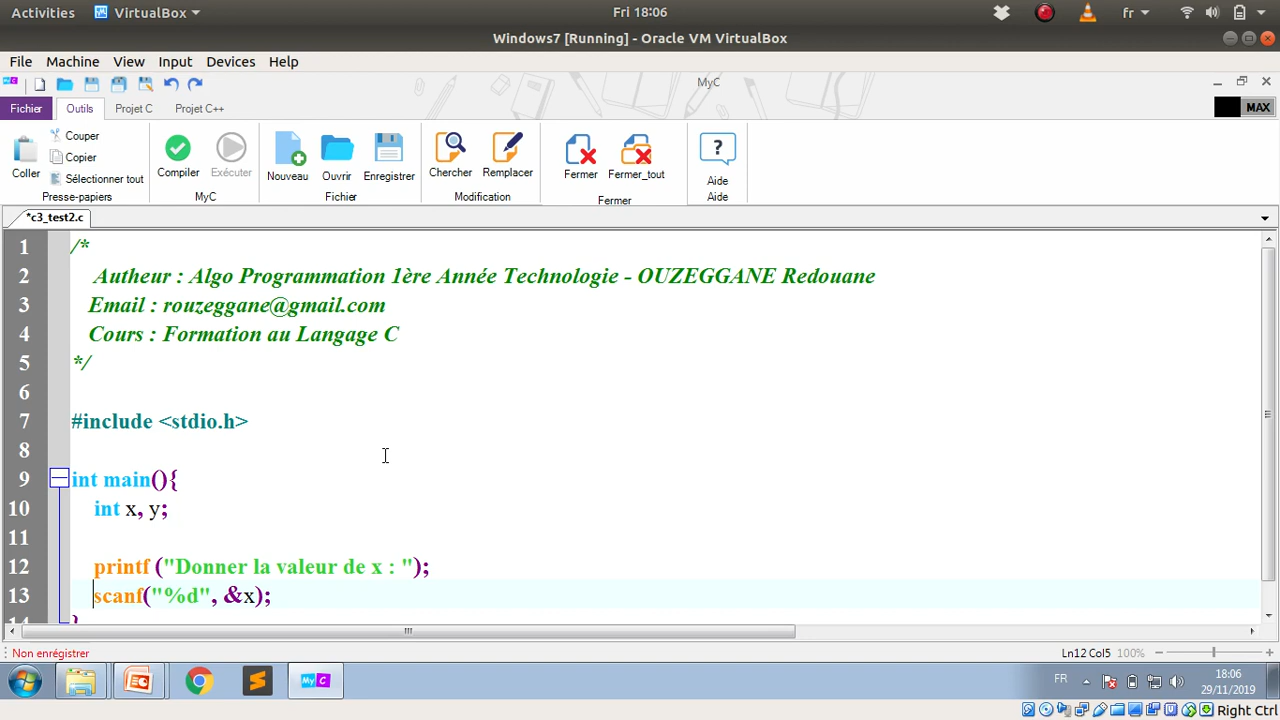 Activities VirtualBox Fri 18:06 fr
Windows7 [Running] - Oracle VM VirtualBox
File Machine View Input Devices Help
MyC
Fichier Outils Projet C Projet C++ MAX
Coller Couper Copier Sélectionner tout Compiler Exécuter Nouveau Ouvrir Enregistrer Chercher Remplacer Fermer Fermer_tout Aide
Presse-papiers MyC Fichier Modification Fermer Aide
*c3_test2.c
1 /*
2 Autheur : Algo Programmation 1ère Année Technologie - OUZEGGANE Redouane
3 Email : rouzeggane@gmail.com
4 Cours : Formation au Langage C
5 */
6
7 #include <stdio.h>
8
9 int main(){
10 int x, y;
11
12 printf ("Donner la valeur de x : ");
13 scanf("%d", &x);
14 }
Non enrégistrer Ln12 Col5 100%
My C FR 18:06
29/11/2019
Right Ctrl